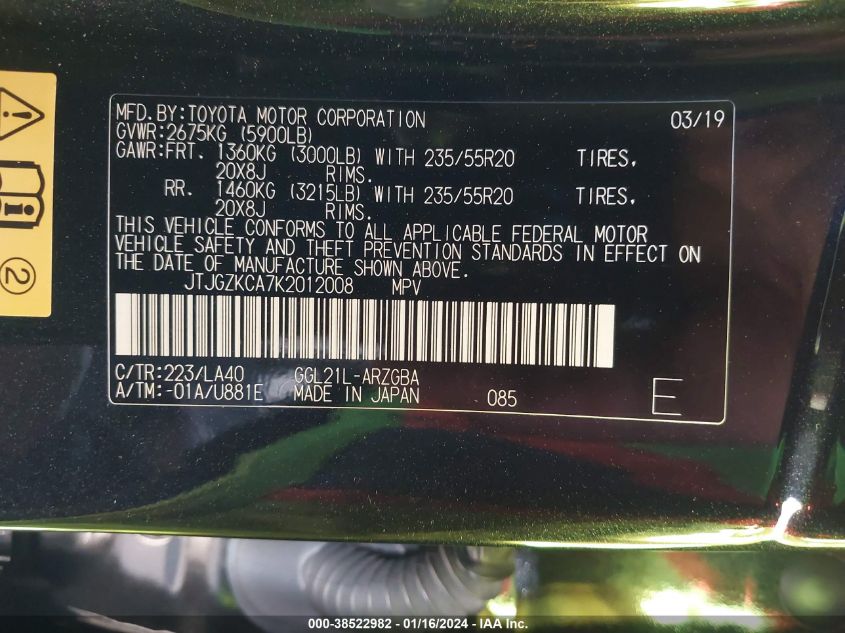 MFD.BY:TOYOTA MOTOR CORPORATION 03/19
GVWR:2675KG (5900LB)
GAWR:FRT. 1360KG (3000LB) WITH 235/55R20 TIRES,
20X8J RIMS.
RR. 1460KG (3215LB) WITH 235/55R20 TIRES,
20X8J RIMS.
THIS VEHICLE CONFORMS TO ALL APPLICABLE FEDERAL MOTOR
VEHICLE SAFETY AND THEFT PREVENTION STANDARDS IN EFFECT ON
THE DATE OF MANUFACTURE SHOWN ABOVE.
JTJGZKCA7K2012008 MPV
C/TR:223/LA40 GGL21L-ARZGBA
A/TM:-01A/U881E MADE IN JAPAN 085 E
2
000-38522982 - 01/16/2024 - IAA Inc.